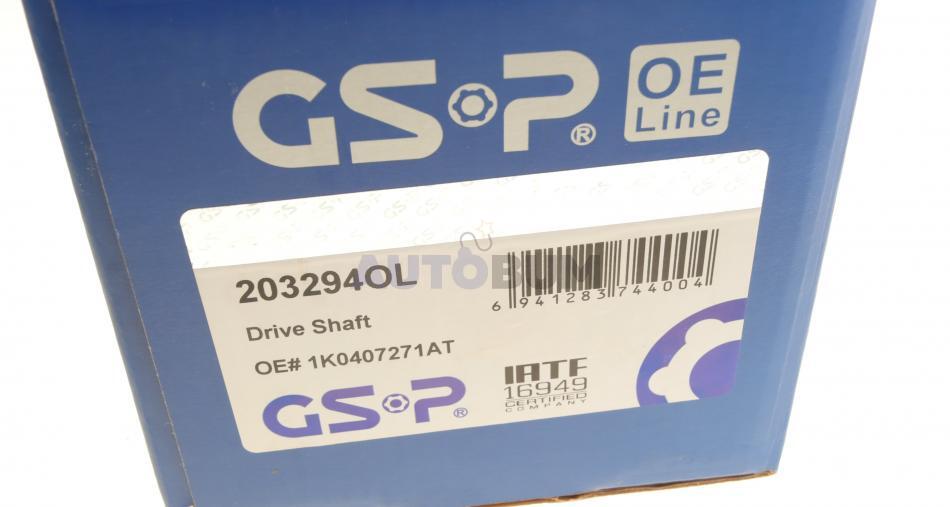 GSP®
OE
Line
203294OL
AUTOBUM
6 941283 744004
Drive Shaft
OE# 1K0407271AT
GSP®
IATF
16949
CERTIFIED
COMPANY